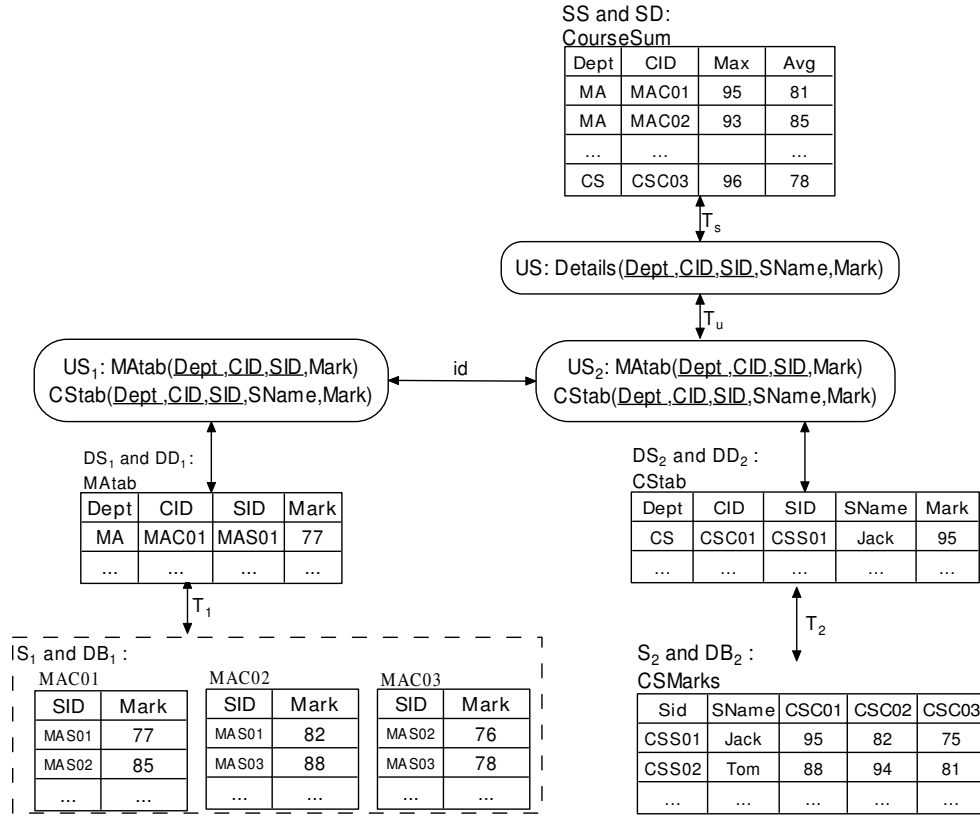 SS and SD:
CourseSum
Dept CID Max Avg
MA MAC01 95 81
MA MAC02 93 85
... ... ...
CS CSC03 96 78
Ts
US: Details(Dept ,CID,SID,SName,Mark)
Tu
US1: MAtab(Dept ,CID,SID,Mark)
CStab(Dept ,CID,SID,SName,Mark)
id
US2: MAtab(Dept ,CID,SID,Mark)
CStab(Dept ,CID,SID,SName,Mark)
DS1 and DD1:
MAtab
Dept CID SID Mark
MA MAC01 MAS01 77
... ... ... ...
T1
DS2 and DD2 :
CStab
Dept CID SID SName Mark
CS CSC01 CSS01 Jack 95
... ... ... ... ...
T2
S1 and DB1 :
MAC01
SID Mark
MAS01 77
MAS02 85
... ...
MAC02
SID Mark
MAS01 82
MAS03 88
... ...
MAC03
SID Mark
MAS02 76
MAS03 78
... ...
S2 and DB2 :
CSMarks
Sid SName CSC01 CSC02 CSC03
CSS01 Jack 95 82 75
CSS02 Tom 88 94 81
... ... ... ... ...